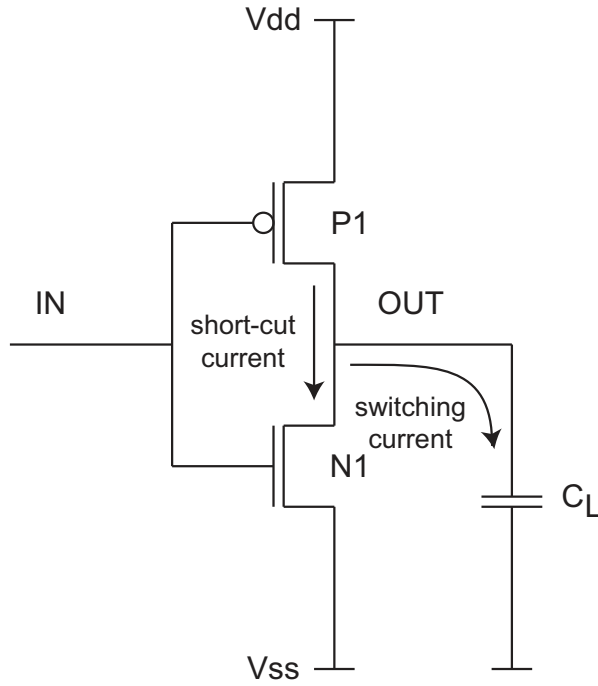 Vdd
P1
IN
OUT
short-cut
current
switching
current
N1
CL
Vss